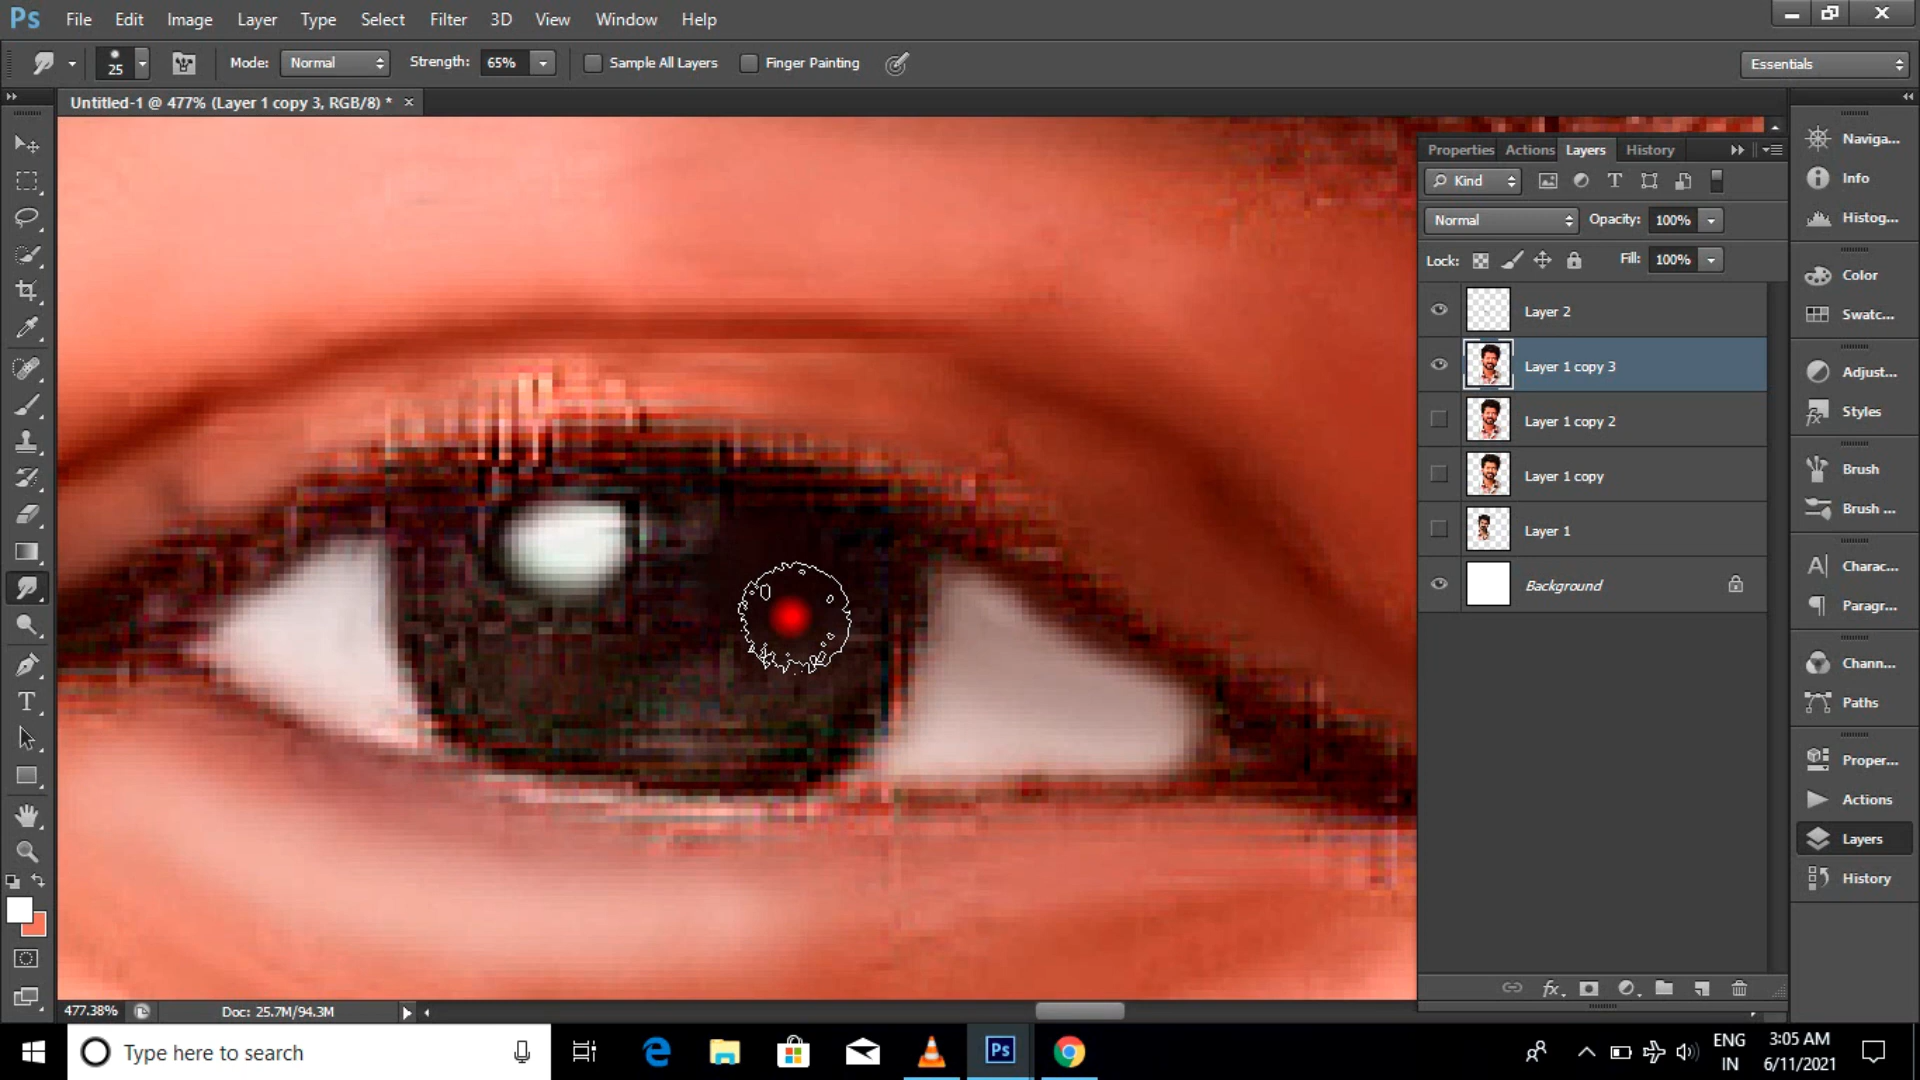 Ps File Edit Image Layer Type Select Filter 3D View Window Help
25 Mode: Normal Strength: 65% Sample All Layers Finger Painting Essentials
Untitled-1 @ 477% (Layer 1 copy 3, RGB/8) * ×
Properties Actions Layers History
Kind
Normal Opacity: 100%
Lock: Fill: 100%
Layer 2
Layer 1 copy 3
Layer 1 copy 2
Layer 1 copy
Layer 1
Background
Naviga...
Info
Histog...
Color
Swatc...
Adjust...
Styles
Brush
Brush ...
Charac...
Paragr...
Chann...
Paths
Proper...
Actions
Layers
History
477.38% Doc: 25.7M/94.3M
Type here to search
Ps
ENG
IN
3:05 AM
6/11/2021